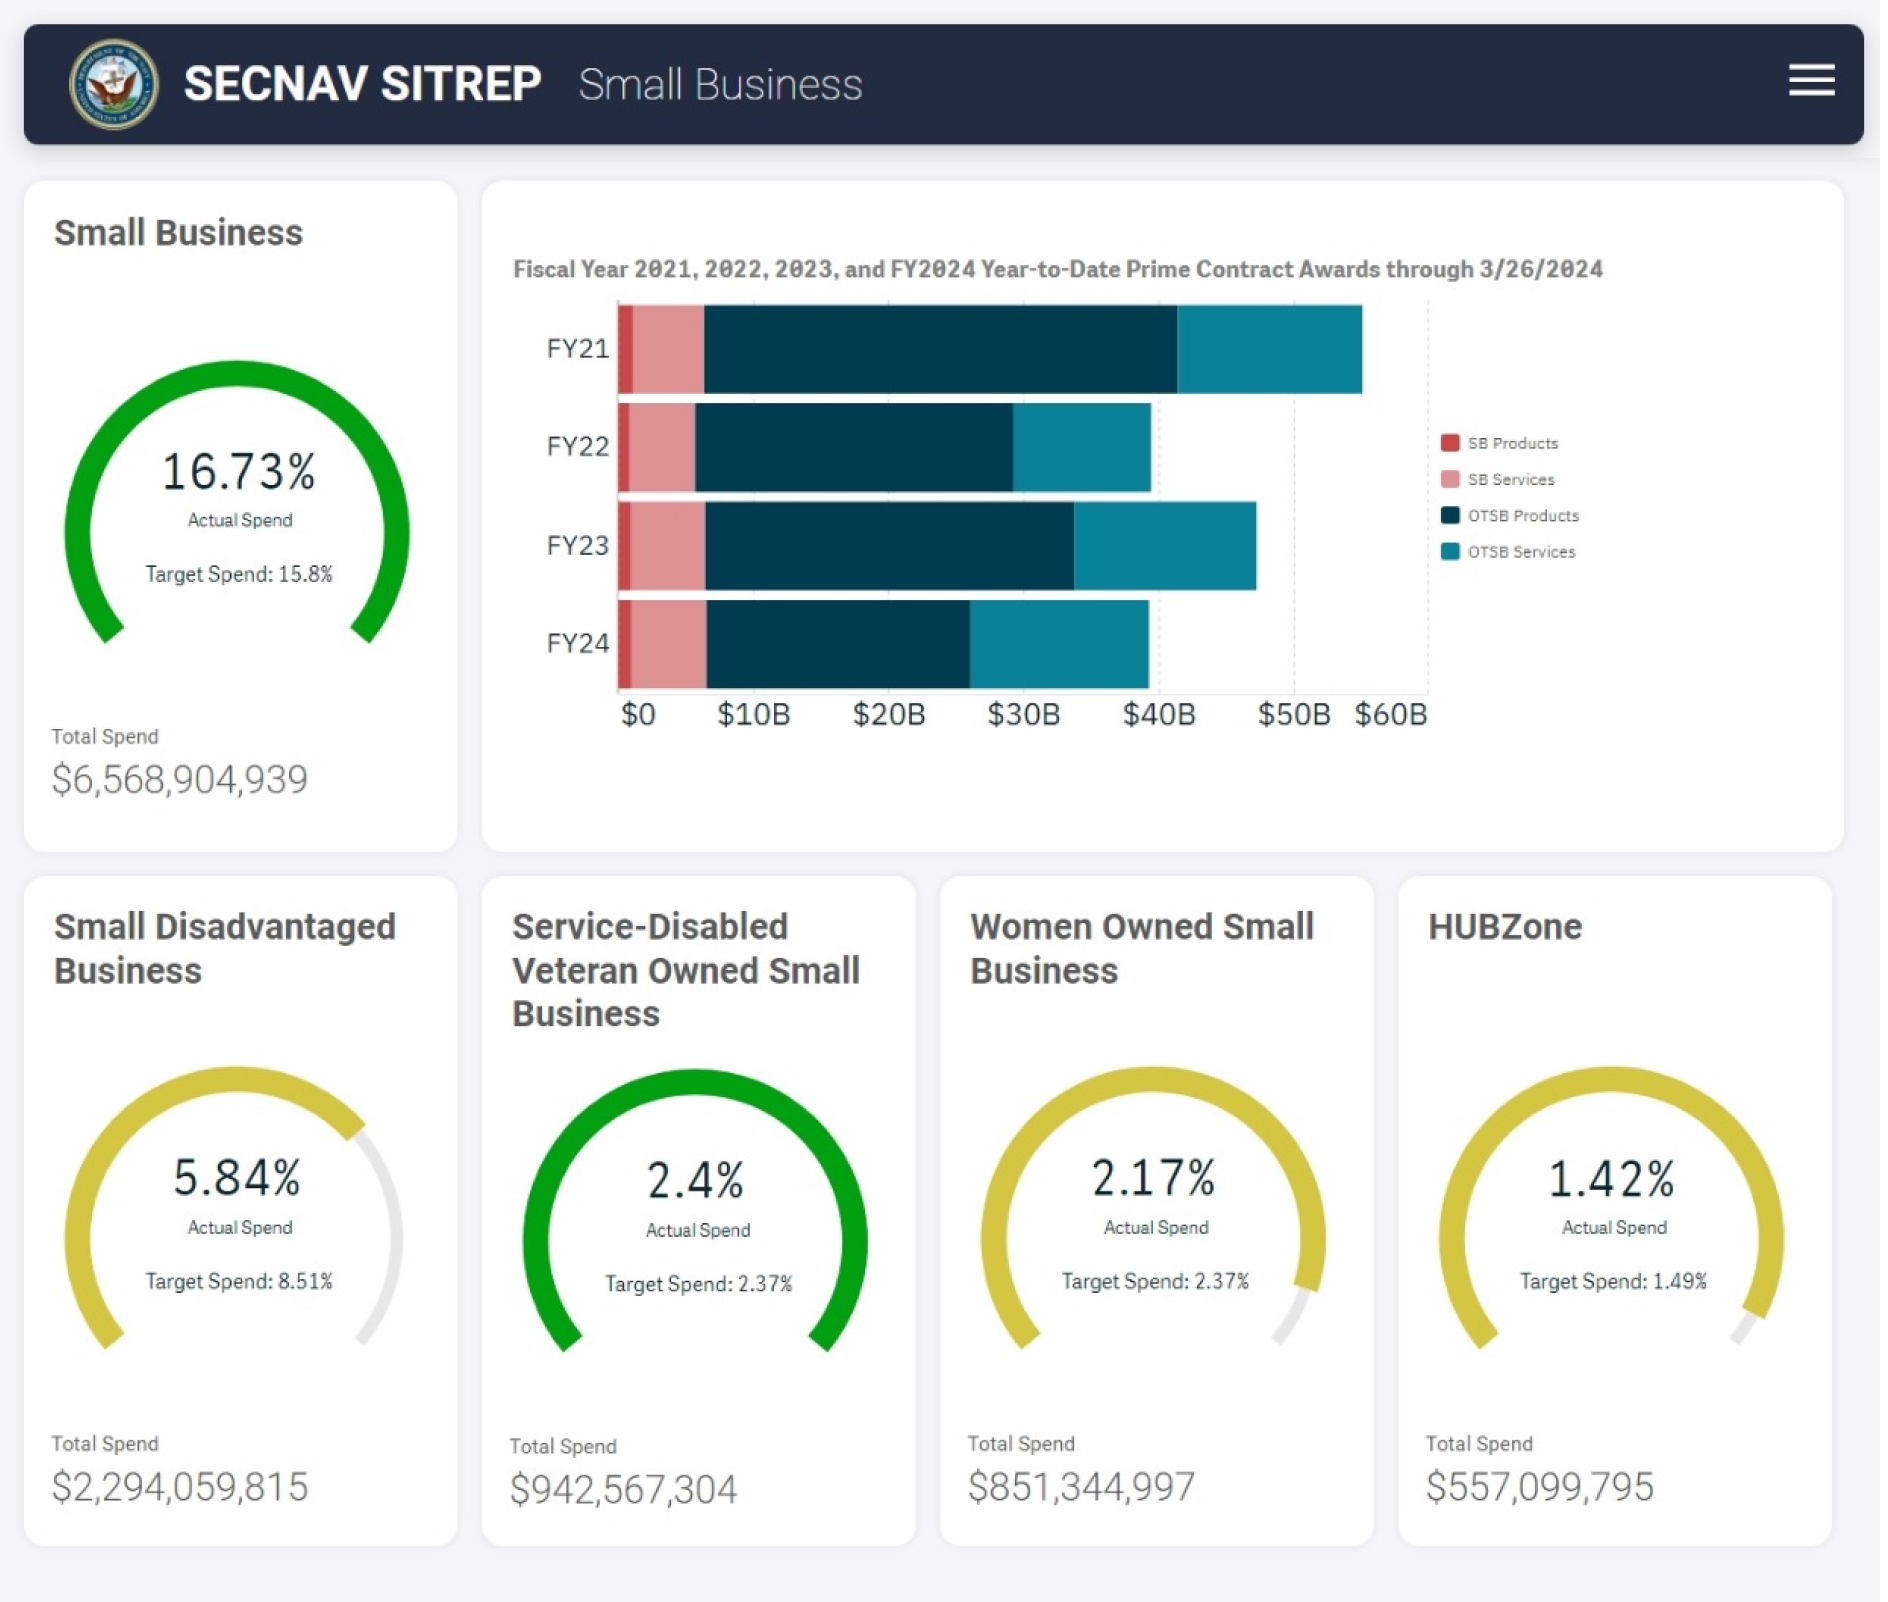 SECNAV SITREP Small Business
Small Business
16.73%
Actual Spend
Target Spend: 15.8%
Total Spend
$6,568,904,939
Fiscal Year 2021, 2022, 2023, and FY2024 Year-to-Date Prime Contract Awards through 3/26/2024
FY21
FY22
FY23
FY24
$0 $10B $20B $30B $40B $50B $60B
SB Products
SB Services
OTSB Products
OTSB Services
Small Disadvantaged
Business
5.84%
Actual Spend
Target Spend: 8.51%
Total Spend
$2,294,059,815
Service-Disabled
Veteran Owned Small
Business
2.4%
Actual Spend
Target Spend: 2.37%
Total Spend
$942,567,304
Women Owned Small
Business
2.17%
Actual Spend
Target Spend: 2.37%
Total Spend
$851,344,997
HUBZone
1.42%
Actual Spend
Target Spend: 1.49%
Total Spend
$557,099,795